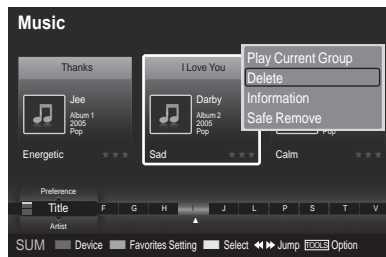 Music
Thanks
Jee
Album 1
2005
Pop
Energetic
I Love You
Darby
Album 2
2005
Pop
Sad
Play Current Group
Delete
Information
Safe Remove
Pop
Calm
Preference
Title
Artist
F G H I J L P S T V
SUM Device Favorites Setting Select Jump TOOLS Option